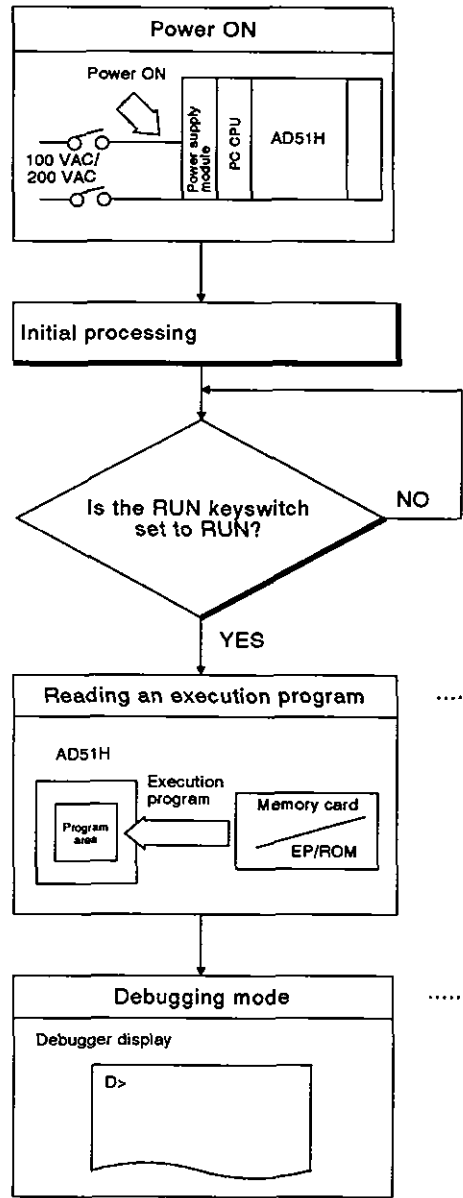 Power ON
Power ON
100 VAC/
200 VAC
Power supply
module
PC CPU
AD51H
Initial processing
Is the RUN keyswitch
set to RUN?
NO
YES
Reading an execution program
.....
AD51H
Program
area
Execution
program
Memory card
EP/ROM
Debugging mode
.....
Debugger display
D>